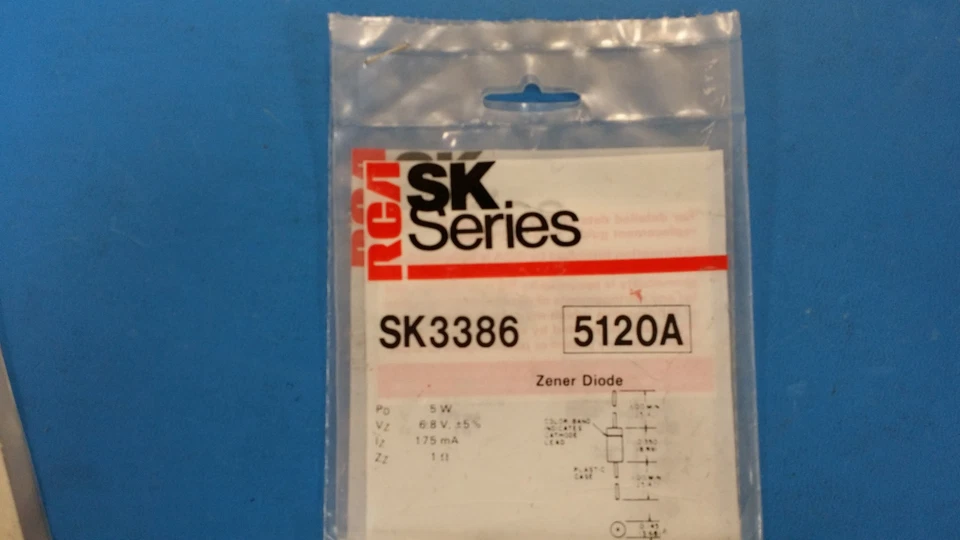 RCA SK
Series
SK3386 5120A
Zener Diode
PD 5 W
VZ 6.8 V, ±5%
IZ 175 mA
ZZ 1 Ω
COLOR BAND
INDICATES
CATHODE
LEAD
PLASTIC
CASE